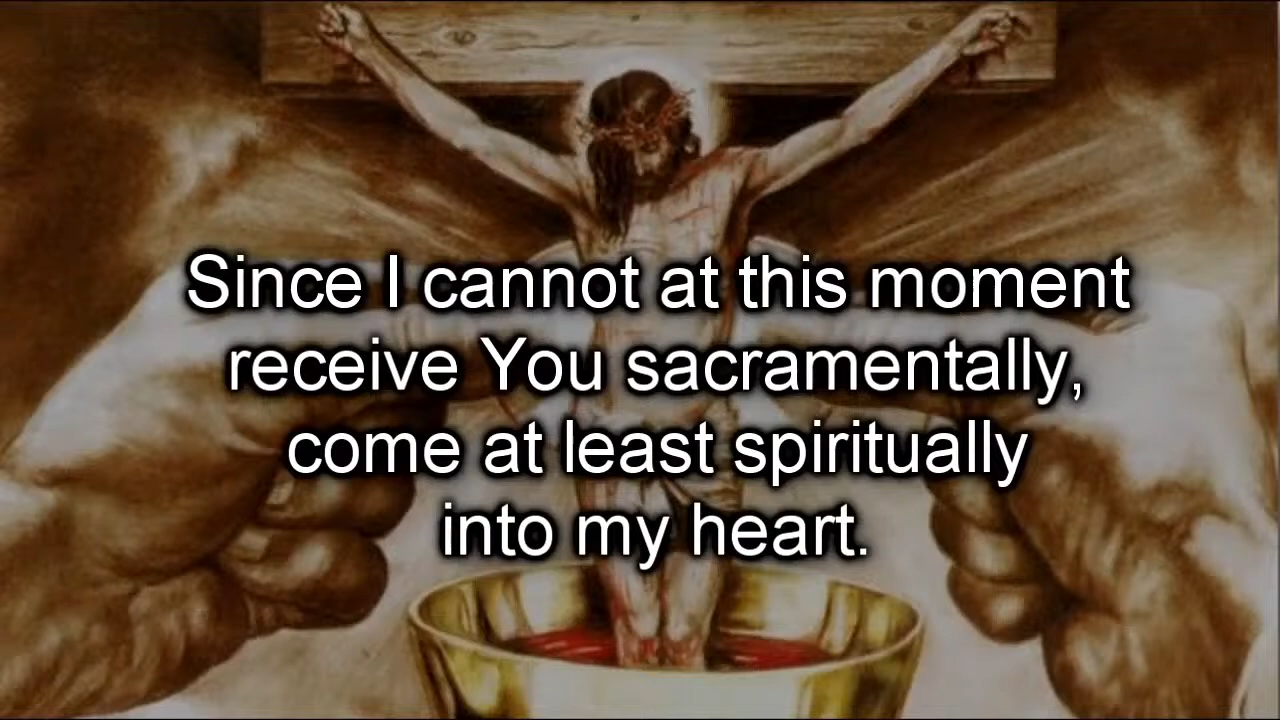 Since I cannot at this moment
receive You sacramentally,
come at least spiritually
into my heart.